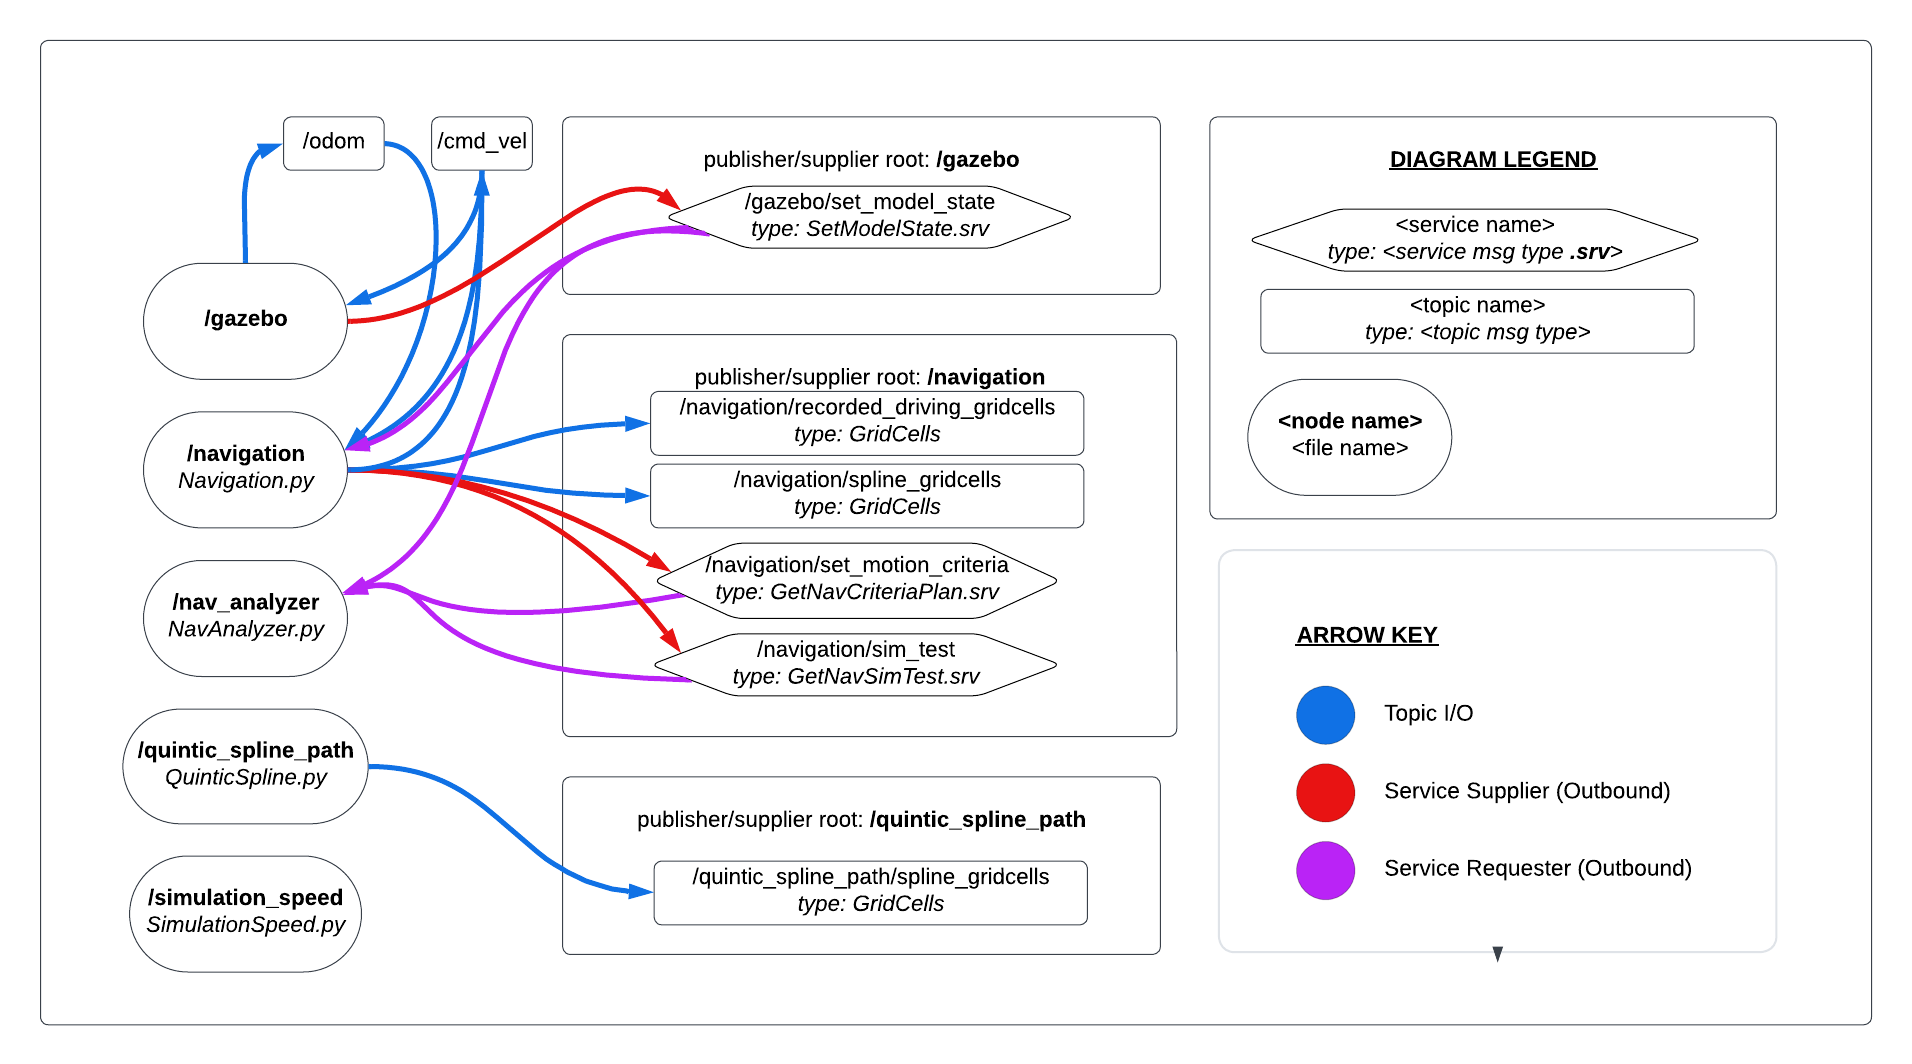 /odom
/cmd_vel
/gazebo
/navigation
Navigation.py
/nav_analyzer
NavAnalyzer.py
/quintic_spline_path
QuinticSpline.py
/simulation_speed
SimulationSpeed.py
publisher/supplier root: /gazebo
/gazebo/set_model_state
type: SetModelState.srv
publisher/supplier root: /navigation
/navigation/recorded_driving_gridcells
type: GridCells
/navigation/spline_gridcells
type: GridCells
/navigation/set_motion_criteria
type: GetNavCriteriaPlan.srv
/navigation/sim_test
type: GetNavSimTest.srv
publisher/supplier root: /quintic_spline_path
/quintic_spline_path/spline_gridcells
type: GridCells
DIAGRAM LEGEND
<service name>
type: <service msg type .srv>
<topic name>
type: <topic msg type>
<node name>
<file name>
ARROW KEY
Topic I/O
Service Supplier (Outbound)
Service Requester (Outbound)